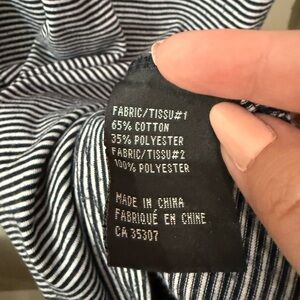 FABRIC/TISSU#1
65% COTTON
35% POLYESTER
FABRIC/TISSU#2
100% POLYESTER
MADE IN CHINA
FABRIQUÉ EN CHINE
CA 35307